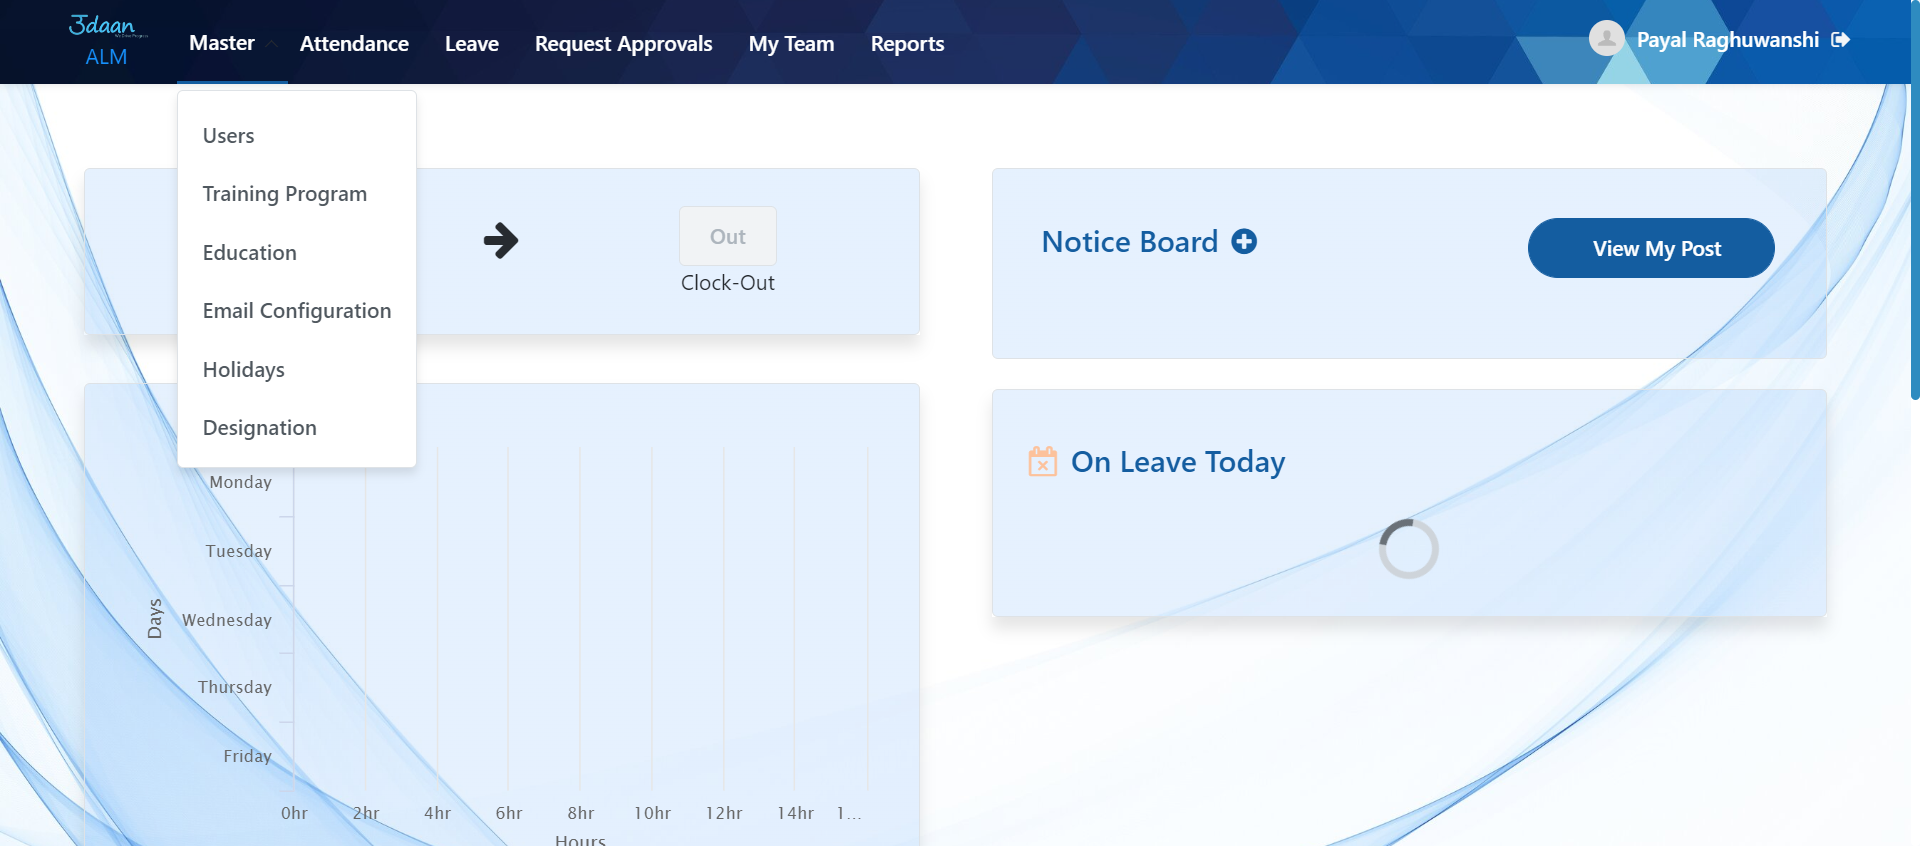 उdaan
ALM
Master
Attendance
Leave
Request Approvals
My Team
Reports
Payal Raghuwanshi
Users
Training Program
Education
Email Configuration
Holidays
Designation
Out
Clock-Out
Notice Board
View My Post
On Leave Today
Days
Monday
Tuesday
Wednesday
Thursday
Friday
0hr 2hr 4hr 6hr 8hr 10hr 12hr 14hr 1...
Hours